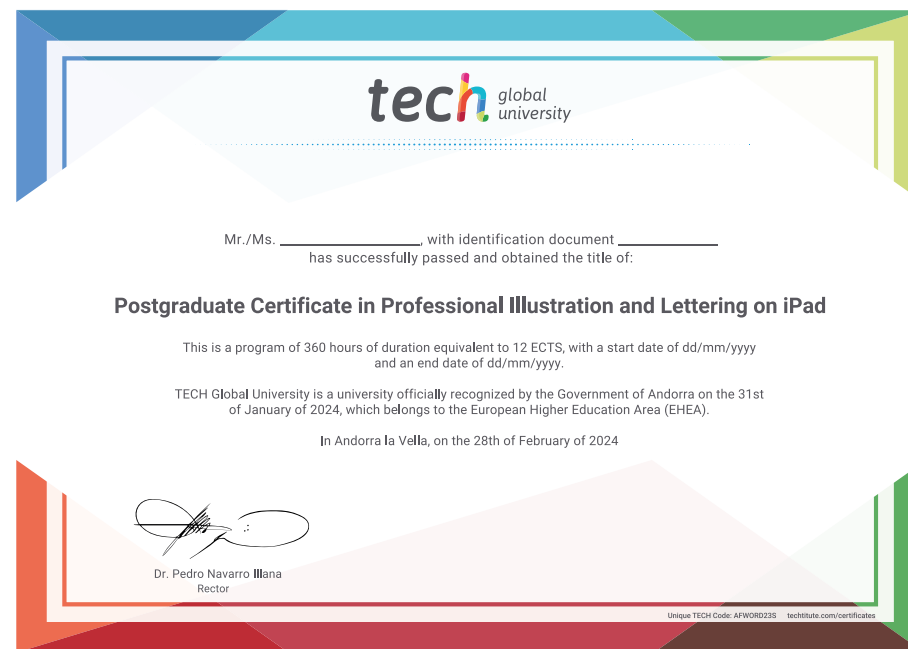 tech global university
Mr./Ms. ____________________, with identification document ______________
has successfully passed and obtained the title of:
Postgraduate Certificate in Professional Illustration and Lettering on iPad
This is a program of 360 hours of duration equivalent to 12 ECTS, with a start date of dd/mm/yyyy
and an end date of dd/mm/yyyy.
TECH Global University is a university officially recognized by the Government of Andorra on the 31st
of January of 2024, which belongs to the European Higher Education Area (EHEA).
In Andorra la Vella, on the 28th of February of 2024
Dr. Pedro Navarro Illana
Rector
Unique TECH Code: AFWORD23S techtitute.com/certificates